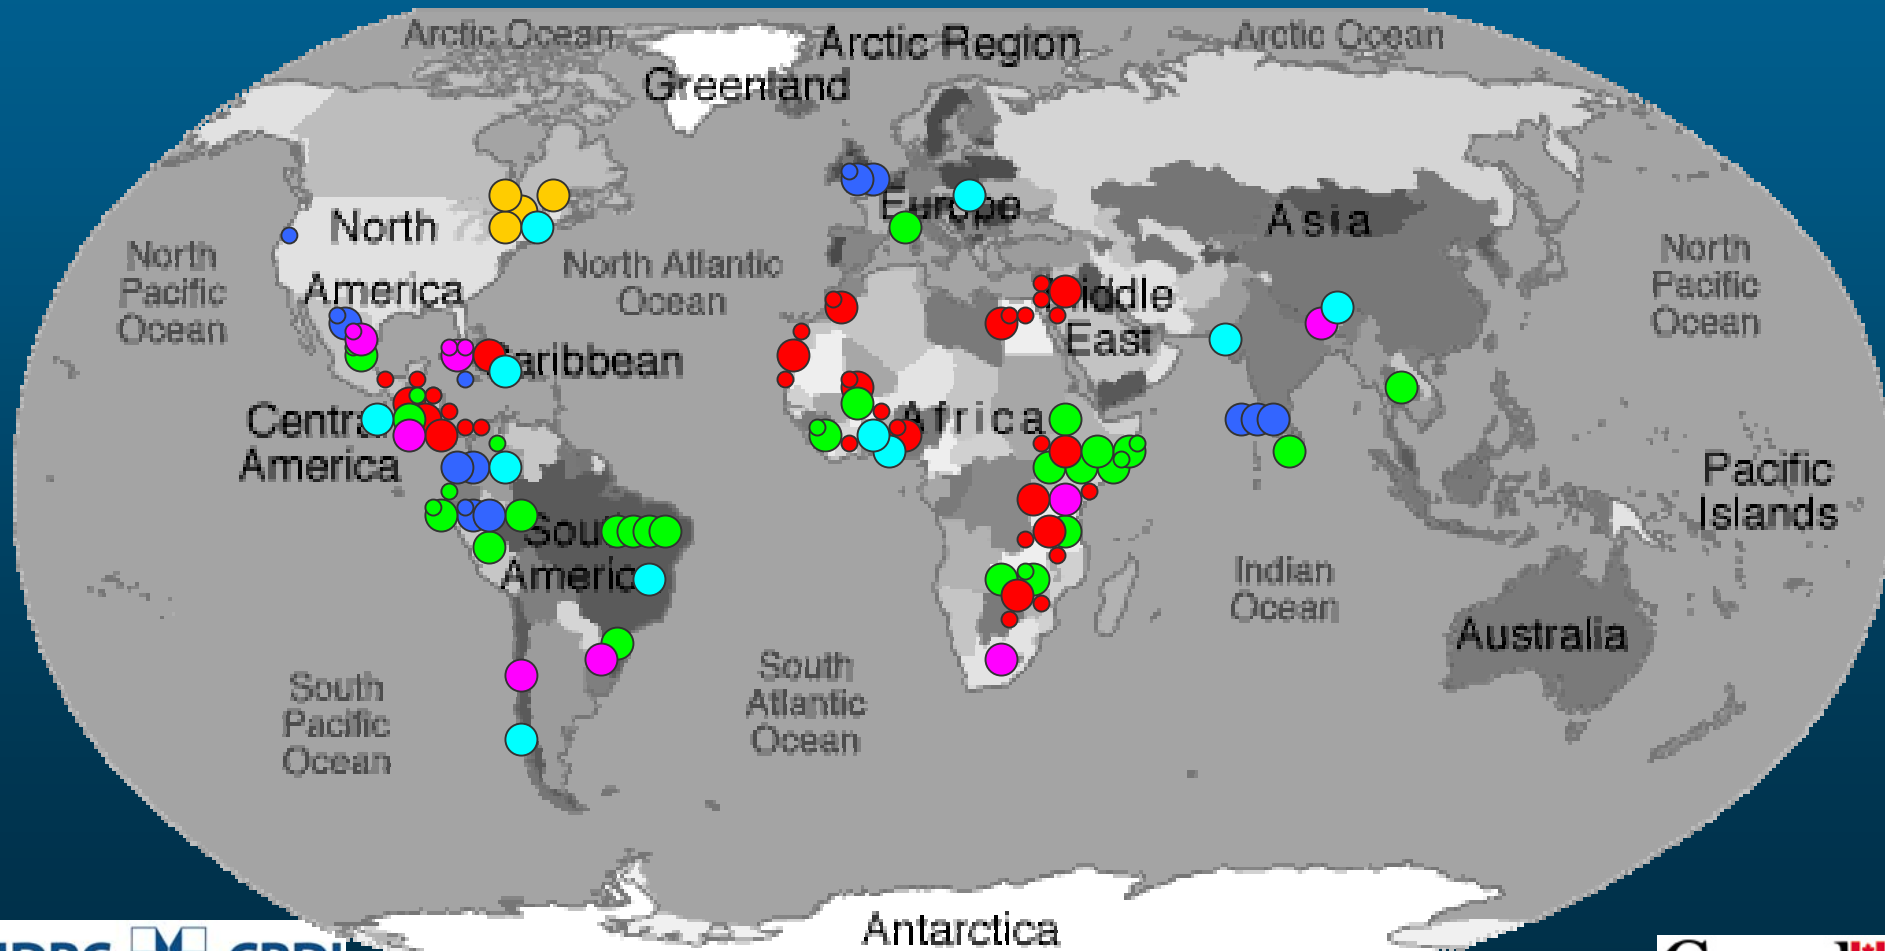 Arctic Ocean
Arctic Region
Arctic Ocean
Greenland
North
America
Europe
Asia
North
Pacific
Ocean
North Atlantic
Ocean
Middle
East
North
Pacific
Ocean
Caribbean
Central
America
Africa
Pacific
Islands
South
America
Indian
Ocean
Australia
South
Pacific
Ocean
South
Atlantic
Ocean
Antarctica
IDRC CRDI